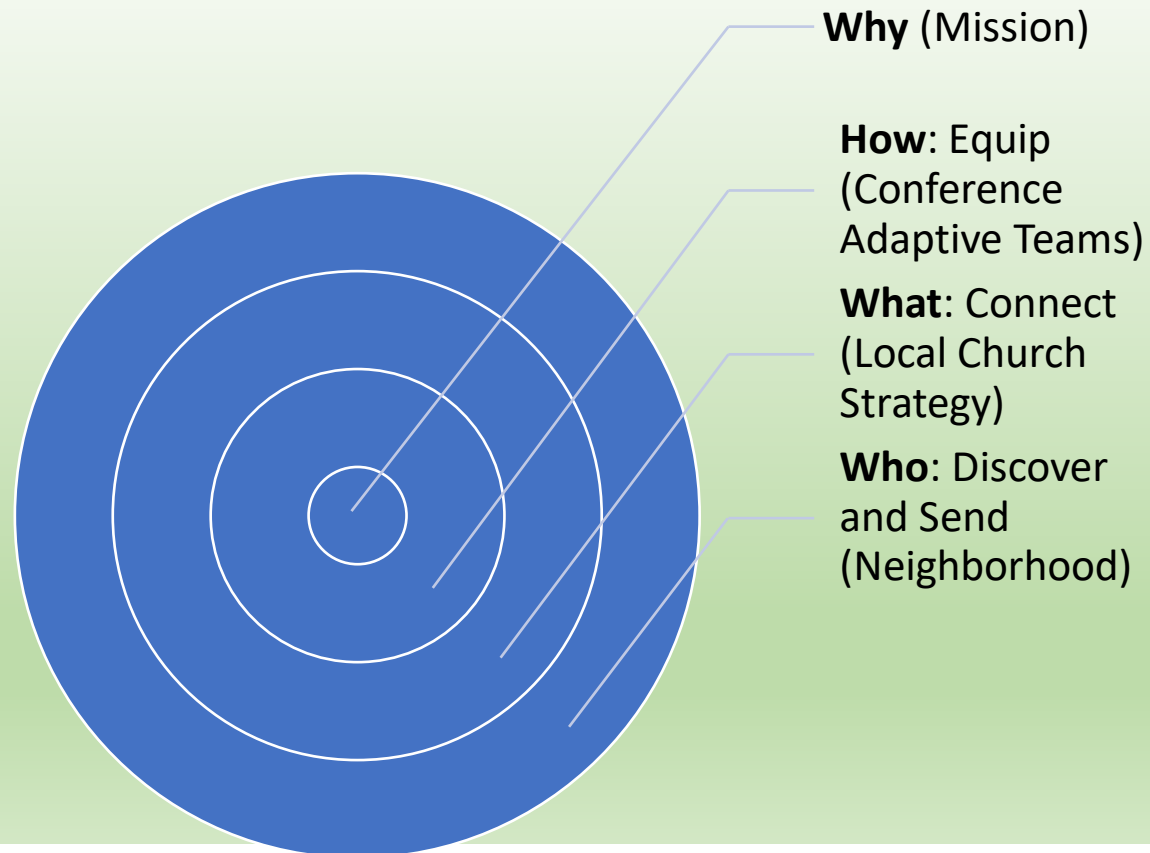 Why (Mission)
How: Equip
(Conference
Adaptive Teams)
What: Connect
(Local Church
Strategy)
Who: Discover
and Send
(Neighborhood)